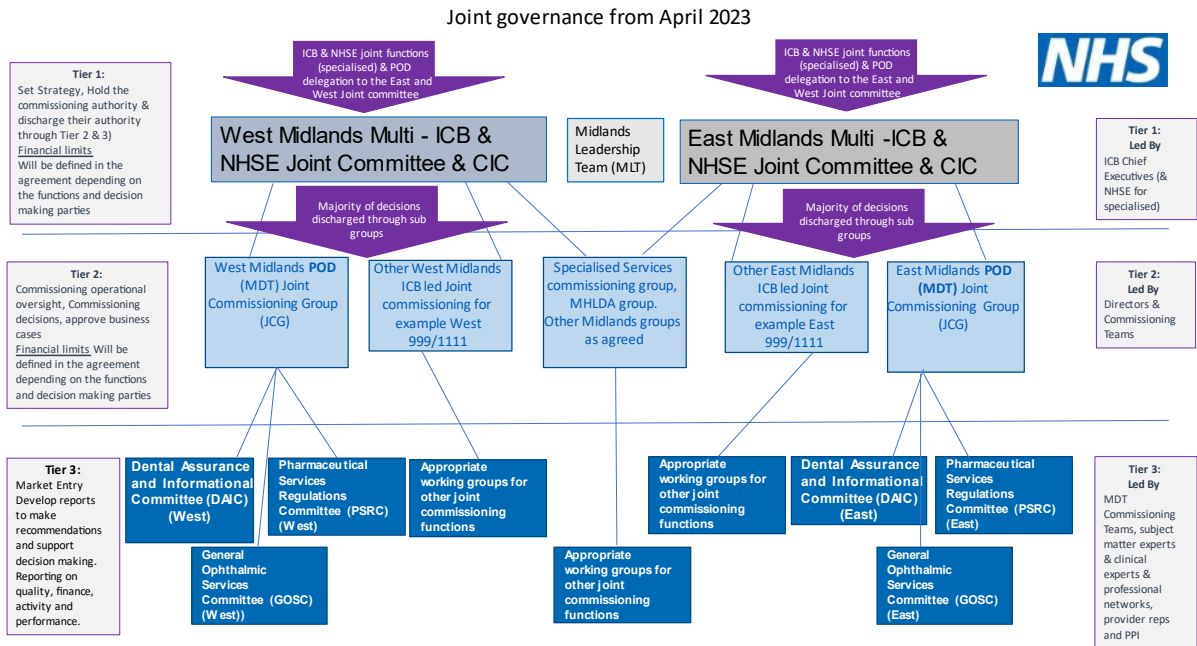 Joint governance from April 2023
NHS
ICB & NHSE joint functions
(specialised) & POD
delegation to the East and
West Joint committee
ICB & NHSE joint functions
(specialised) & POD
delegation to the East and
West Joint committee
Tier 1:
Set Strategy, Hold the
commissioning authority &
discharge their authority
through Tier 2 & 3)
Financial limits
Will be defined in the
agreement depending on
the functions and decision
making parties
West Midlands Multi - ICB &
NHSE Joint Committee & CIC
Midlands
Leadership
Team (MLT)
East Midlands Multi -ICB &
NHSE Joint Committee & CIC
Tier 1:
Led By
ICB Chief
Executives (&
NHSE for
specialised)
Majority of decisions
discharged through sub
groups
Majority of decisions
discharged through sub
groups
Tier 2:
Commissioning operational
oversight, Commissioning
decisions, approve business
cases
Financial limits Will be
defined in the agreement
depending on the functions
and decision making parties
West Midlands POD
(MDT) Joint
Commissioning Group
(JCG)
Other West Midlands
ICB led Joint
commissioning for
example West
999/1111
Specialised Services
commissioning group,
MHLDA group.
Other Midlands groups
as agreed
Other East Midlands
ICB led Joint
commissioning for
example East
999/1111
East Midlands POD
(MDT) Joint
Commissioning Group
(JCG)
Tier 2:
Led By
Directors &
Commissioning
Teams
Tier 3:
Market Entry
Develop reports
to make
recommendations
and support
decision making.
Reporting on
quality, finance,
activity and
performance.
Dental Assurance
and Informational
Committee (DAIC)
(West)
Pharmaceutical
Services
Regulations
Committee (PSRC)
(West)
Appropriate
working groups for
other joint
commissioning
functions
Appropriate
working groups for
other joint
commissioning
functions
Dental Assurance
and Informational
Committee (DAIC)
(East)
Pharmaceutical
Services
Regulations
Committee (PSRC)
(East)
General
Ophthalmic
Services
Committee (GOSC)
(West))
Appropriate
working groups for
other joint
commissioning
functions
General
Ophthalmic
Services
Committee (GOSC)
(East)
Tier 3:
Led By
MDT
Commissioning
Teams, subject
matter experts
& clinical
experts &
professional
networks,
provider reps
and PPI